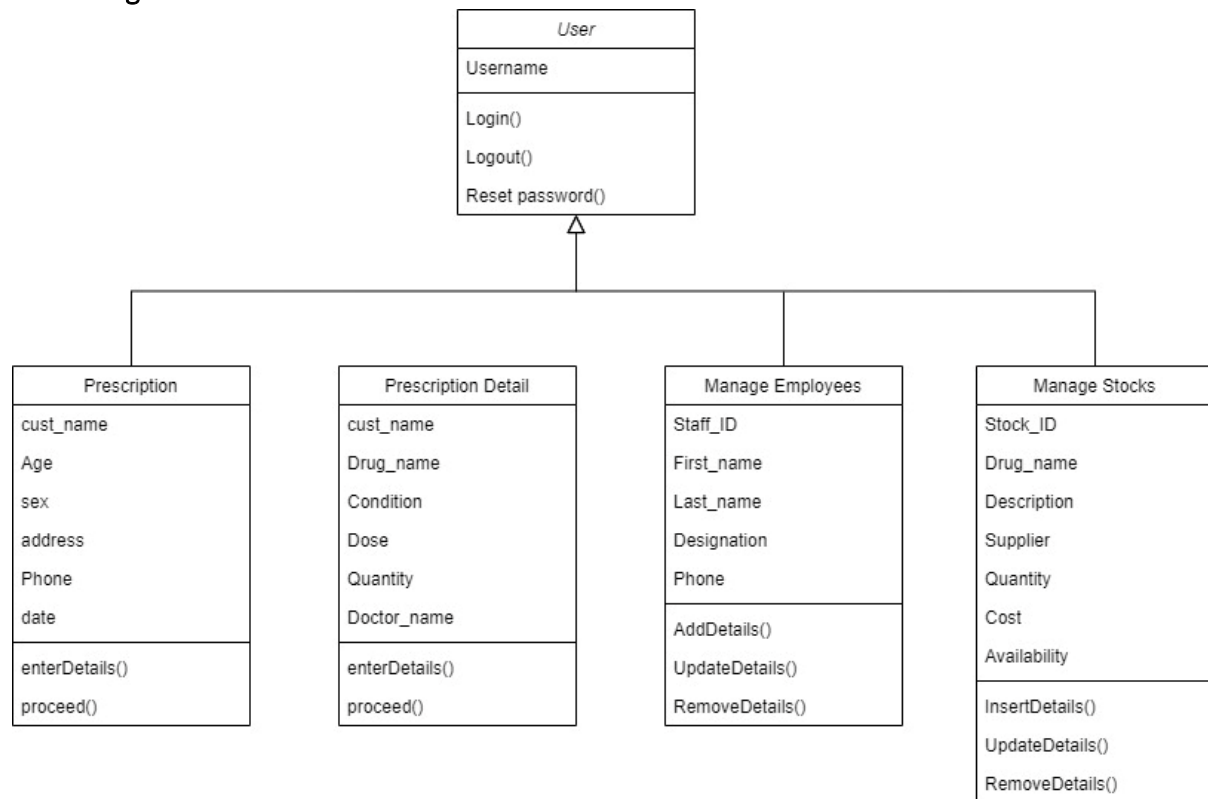 User
Username
Login()
Logout()
Reset password()
Prescription
cust_name
Age
sex
address
Phone
date
enterDetails()
proceed()
Prescription Detail
cust_name
Drug_name
Condition
Dose
Quantity
Doctor_name
enterDetails()
proceed()
Manage Employees
Staff_ID
First_name
Last_name
Designation
Phone
AddDetails()
UpdateDetails()
RemoveDetails()
Manage Stocks
Stock_ID
Drug_name
Description
Supplier
Quantity
Cost
Availability
InsertDetails()
UpdateDetails()
RemoveDetails()